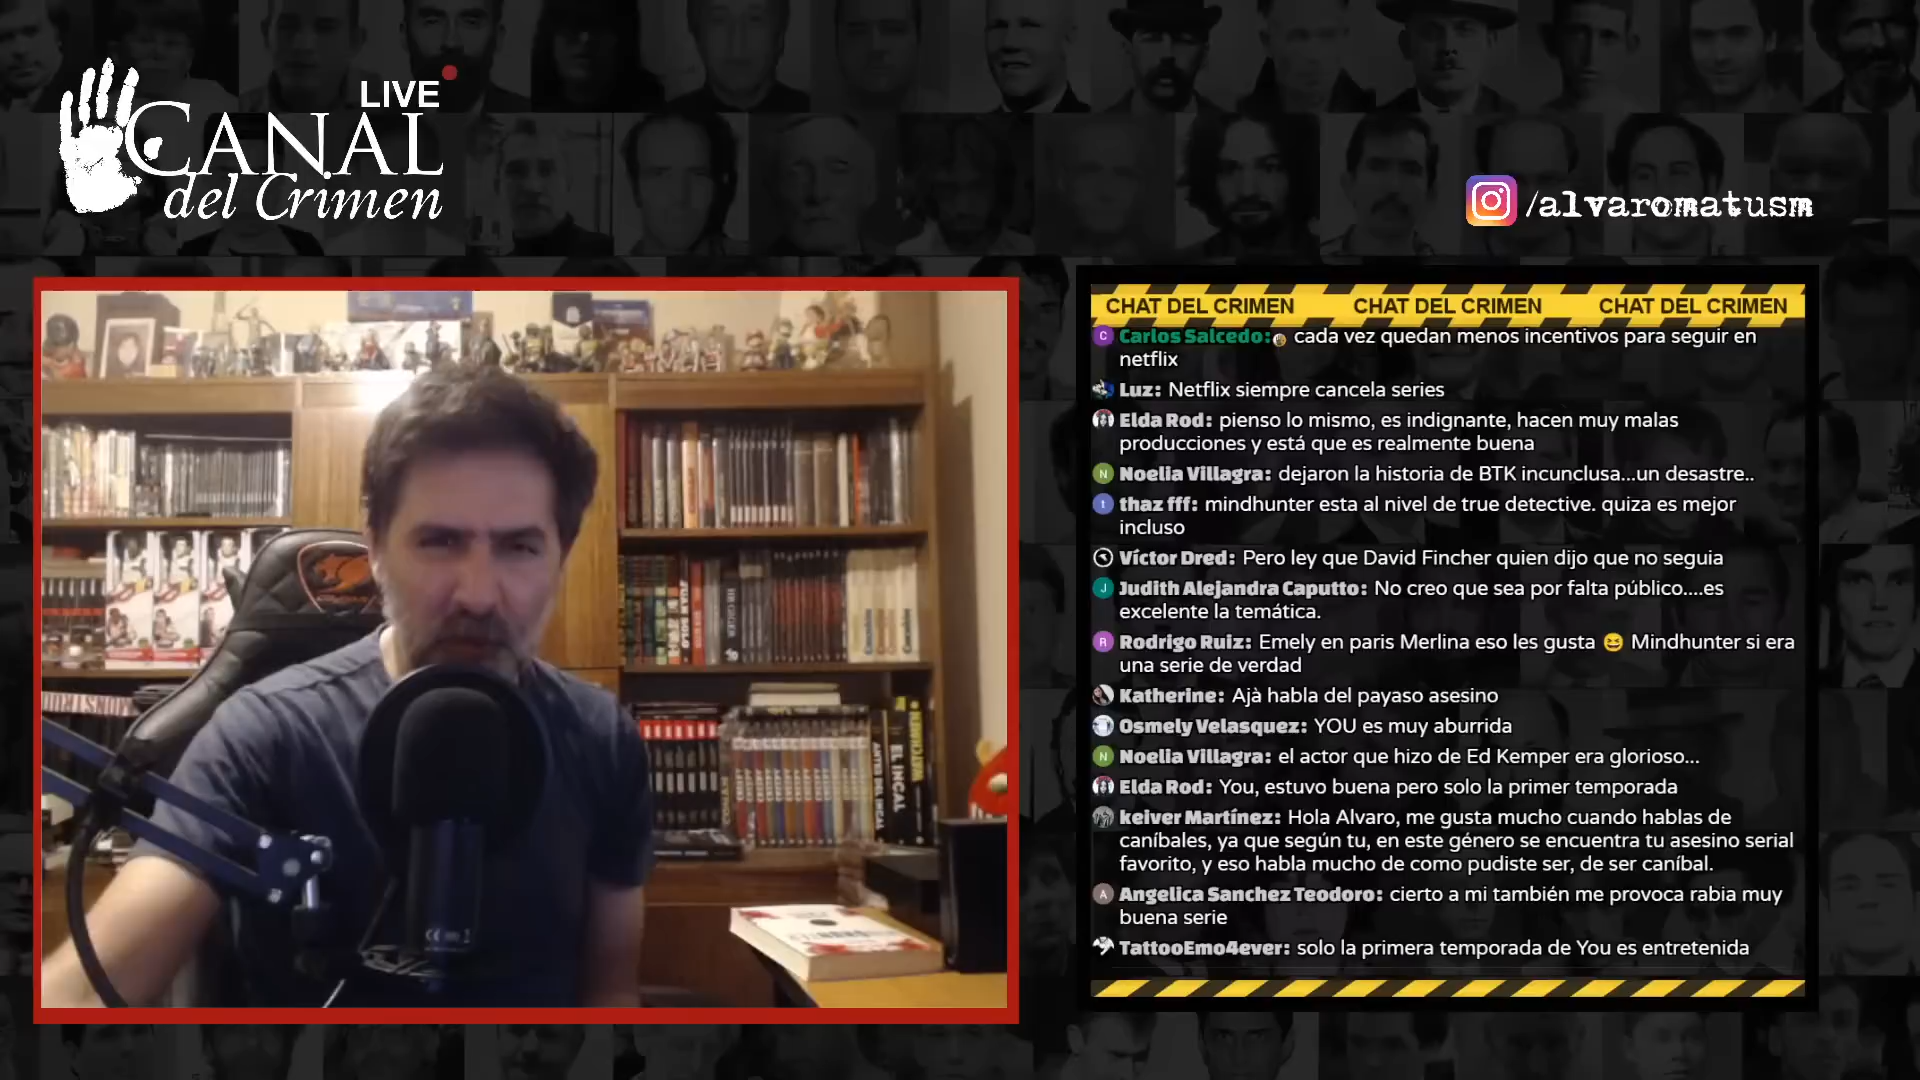 LIVE
CANAL
del Crimen
/alvaromatusm
CHAT DEL CRIMEN CHAT DEL CRIMEN CHAT DEL CRIMEN
Carlos Salcedo: cada vez quedan menos incentivos para seguir en
netflix
Luz: Netflix siempre cancela series
Elda Rod: pienso lo mismo, es indignante, hacen muy malas
producciones y está que es realmente buena
Noelia Villagra: dejaron la historia de BTK incunclusa...un desastre..
thaz fff: mindhunter esta al nivel de true detective. quiza es mejor
incluso
Víctor Dred: Pero ley que David Fincher quien dijo que no seguia
Judith Alejandra Caputto: No creo que sea por falta público....es
excelente la temática.
Rodrigo Ruiz: Emely en paris Merlina eso les gusta 😆 Mindhunter si era
una serie de verdad
Katherine: Ajà habla del payaso asesino
Osmely Velasquez: YOU es muy aburrida
Noelia Villagra: el actor que hizo de Ed Kemper era glorioso...
Elda Rod: You, estuvo buena pero solo la primer temporada
keiver Martínez: Hola Alvaro, me gusta mucho cuando hablas de
caníbales, ya que según tu, en este género se encuentra tu asesino serial
favorito, y eso habla mucho de como pudiste ser, de ser caníbal.
Angelica Sanchez Teodoro: cierto a mi también me provoca rabia muy
buena serie
TattooEmo4ever: solo la primera temporada de You es entretenida
EL INCAL